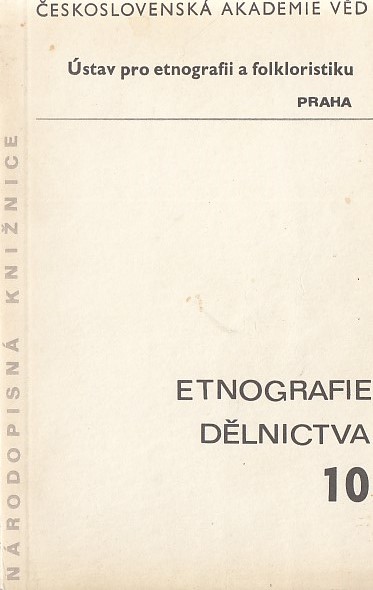 ČESKOSLOVENSKÁ AKADEMIE VĚD
Ústav pro etnografii a folkloristiku
PRAHA
NÁRODOPISNÁ KNIŽNICE
ETNOGRAFIE
DĚLNICTVA
10